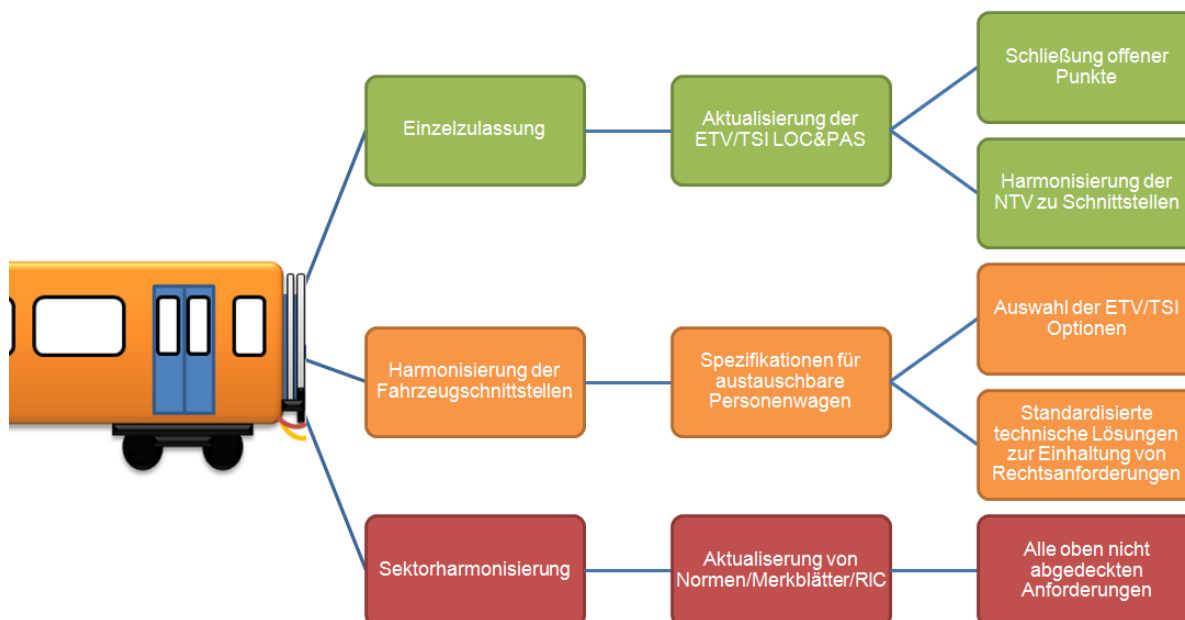 Einzelzulassung
Aktualisierung der
ETV/TSI LOC&PAS
Schließung offener
Punkte
Harmonisierung der
NTV zu Schnittstellen
Harmonisierung der
Fahrzeugschnittstellen
Spezifikationen für
austauschbare
Personenwagen
Auswahl der ETV/TSI
Optionen
Standardisierte
technische Lösungen
zur Einhaltung von
Rechtsanforderungen
Sektorharmonisierung
Aktualiserung von
Normen/Merkblätter/RIC
Alle oben nicht
abgedeckten
Anforderungen